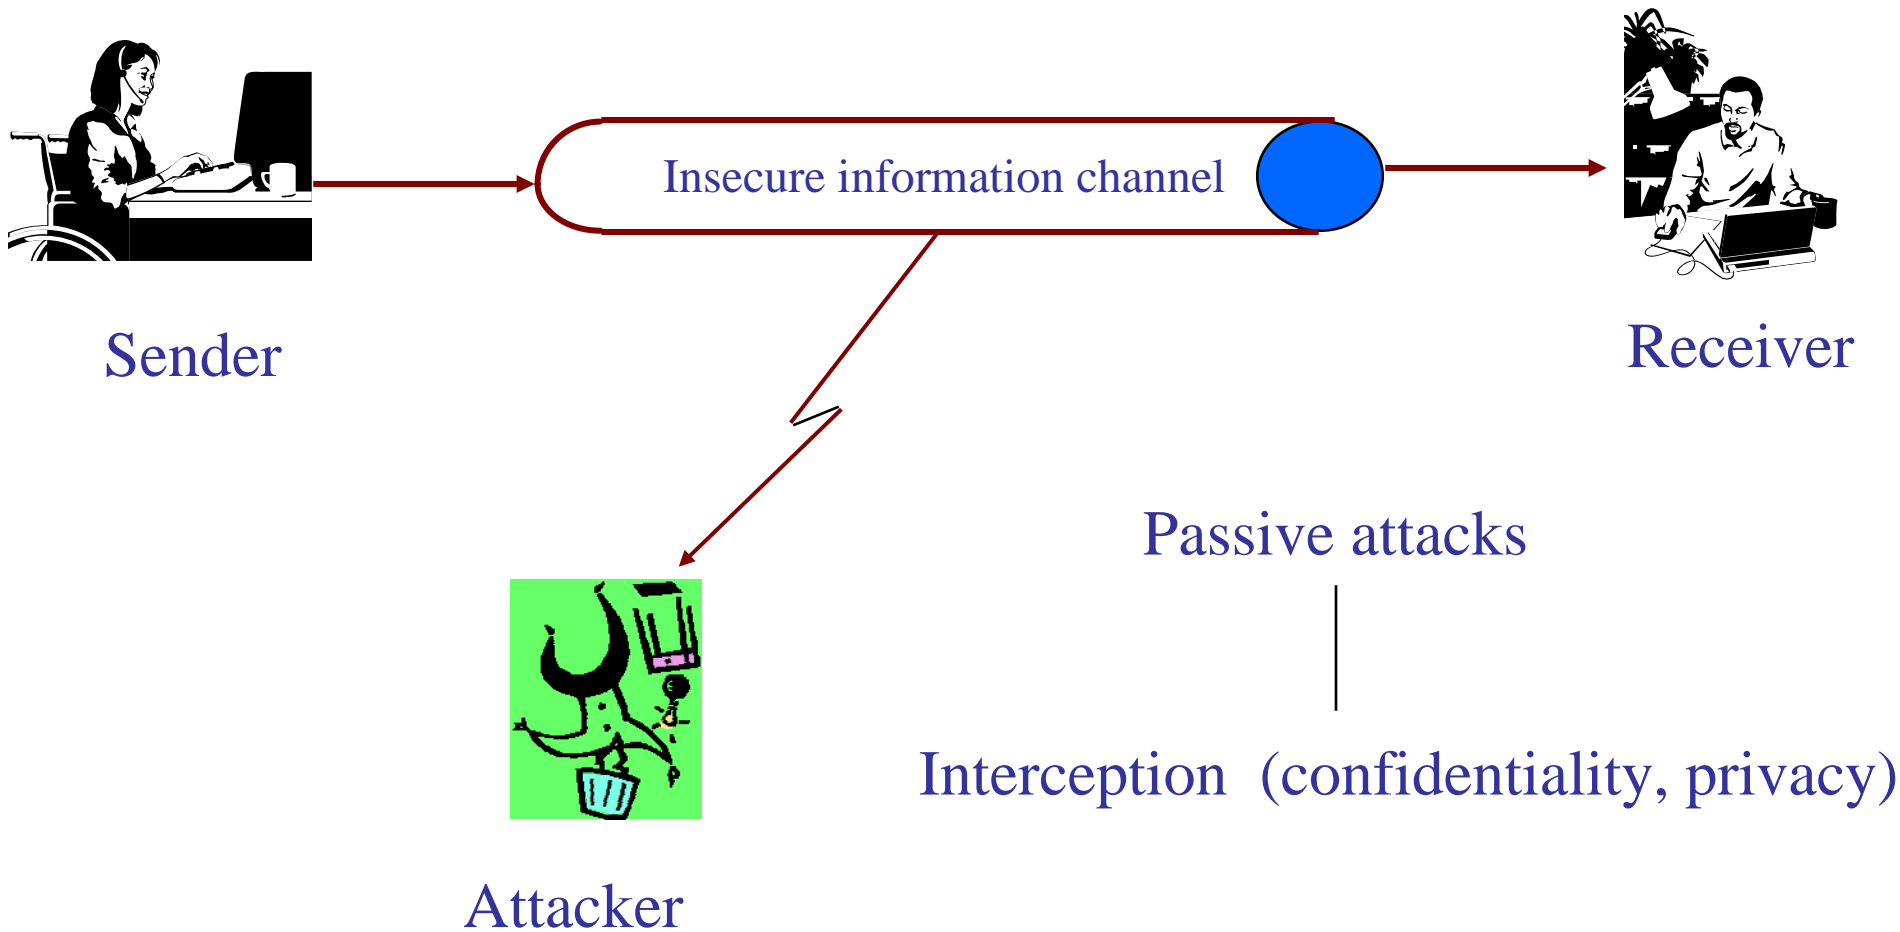 Insecure information channel
Sender
Receiver
Passive attacks
Interception (confidentiality, privacy)
Attacker